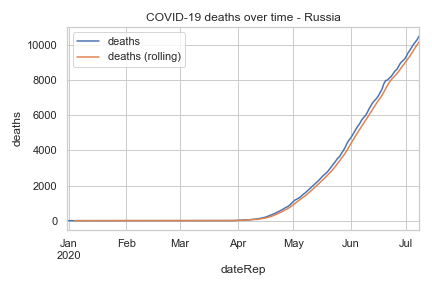 COVID-19 deaths over time - Russia
deaths
deaths (rolling)
10000
8000
6000
4000
2000
0
deaths
Jan Feb Mar Apr May Jun Jul
2020
dateRep